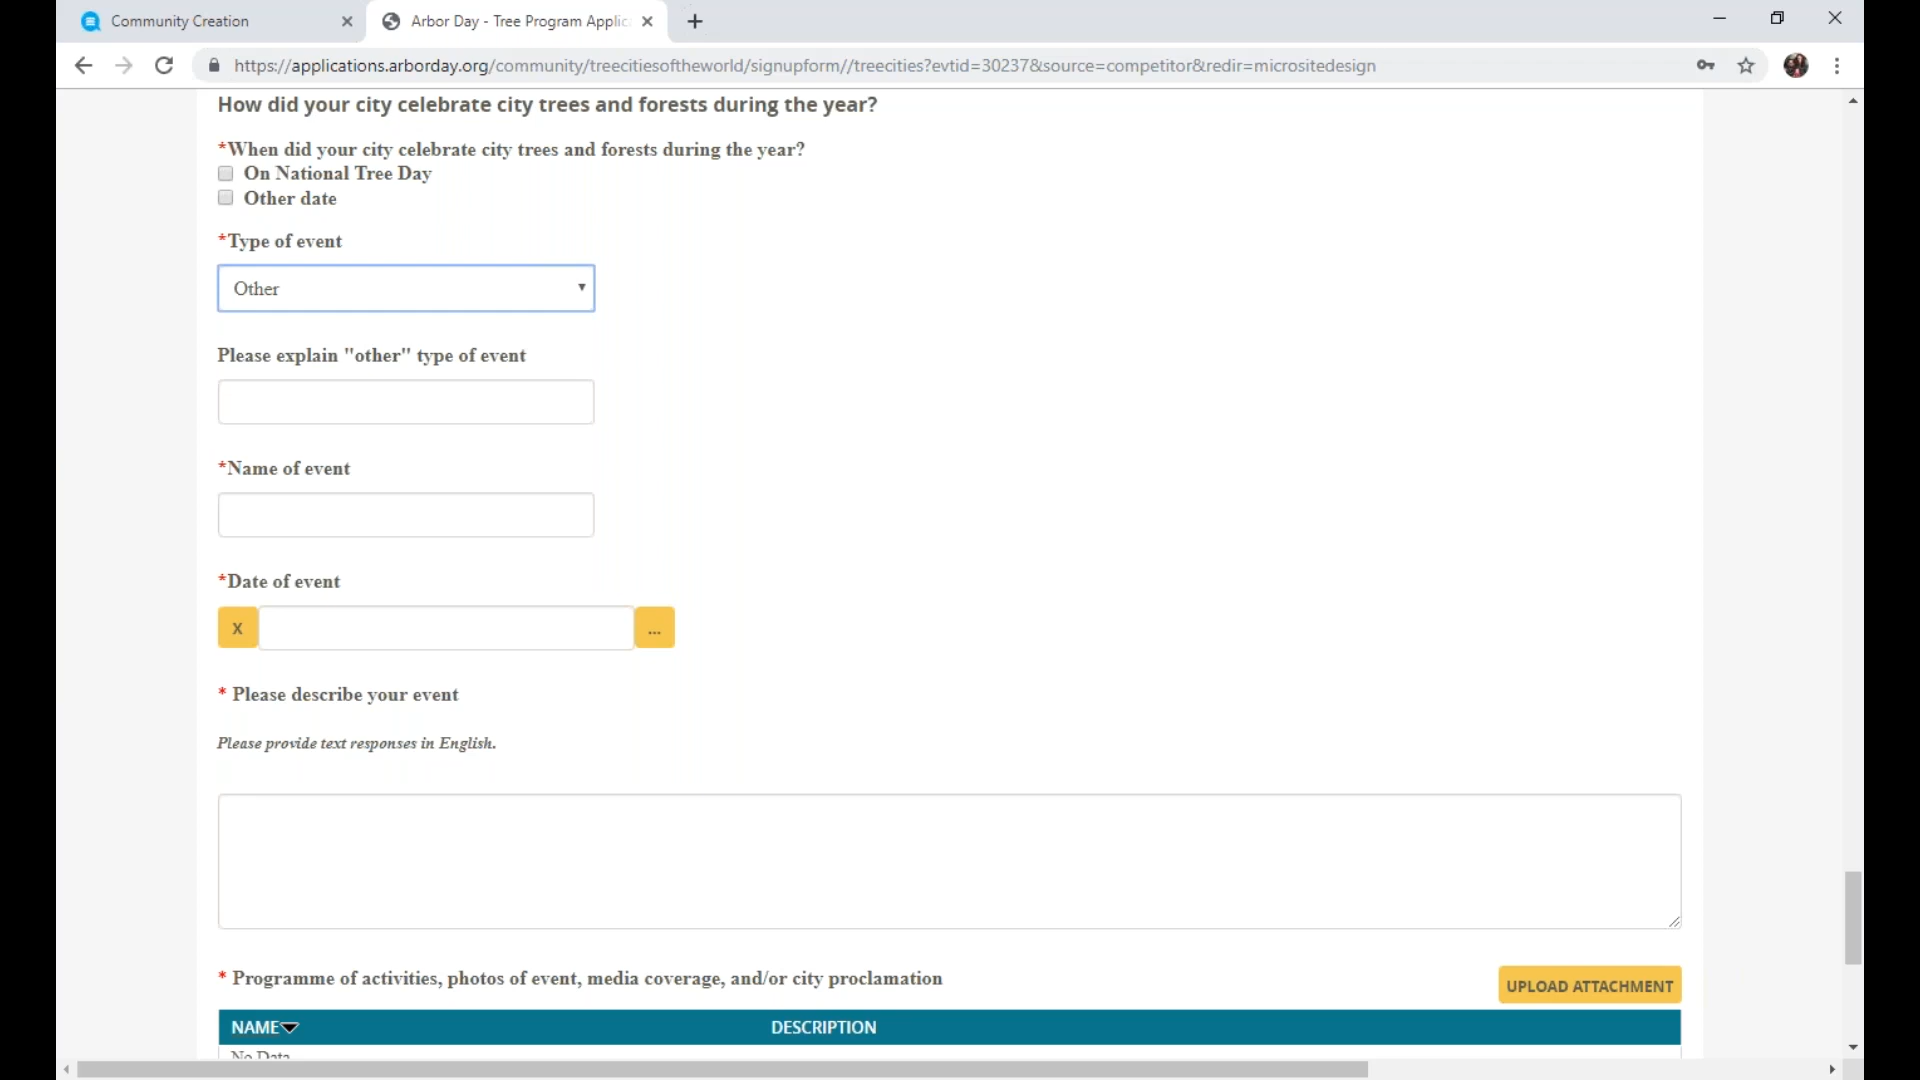 Community Creation
Arbor Day - Tree Program Applic
https://applications.arborday.org/community/treecitiesoftheworld/signupform//treecities?evtid=30237&source=competitor&redir=micrositedesign
How did your city celebrate city trees and forests during the year?
*When did your city celebrate city trees and forests during the year?
On National Tree Day
Other date
*Type of event
Other
Please explain "other" type of event
*Name of event
*Date of event
X
...
* Please describe your event
Please provide text responses in English.
* Programme of activities, photos of event, media coverage, and/or city proclamation
UPLOAD ATTACHMENT
NAME DESCRIPTION
No Data